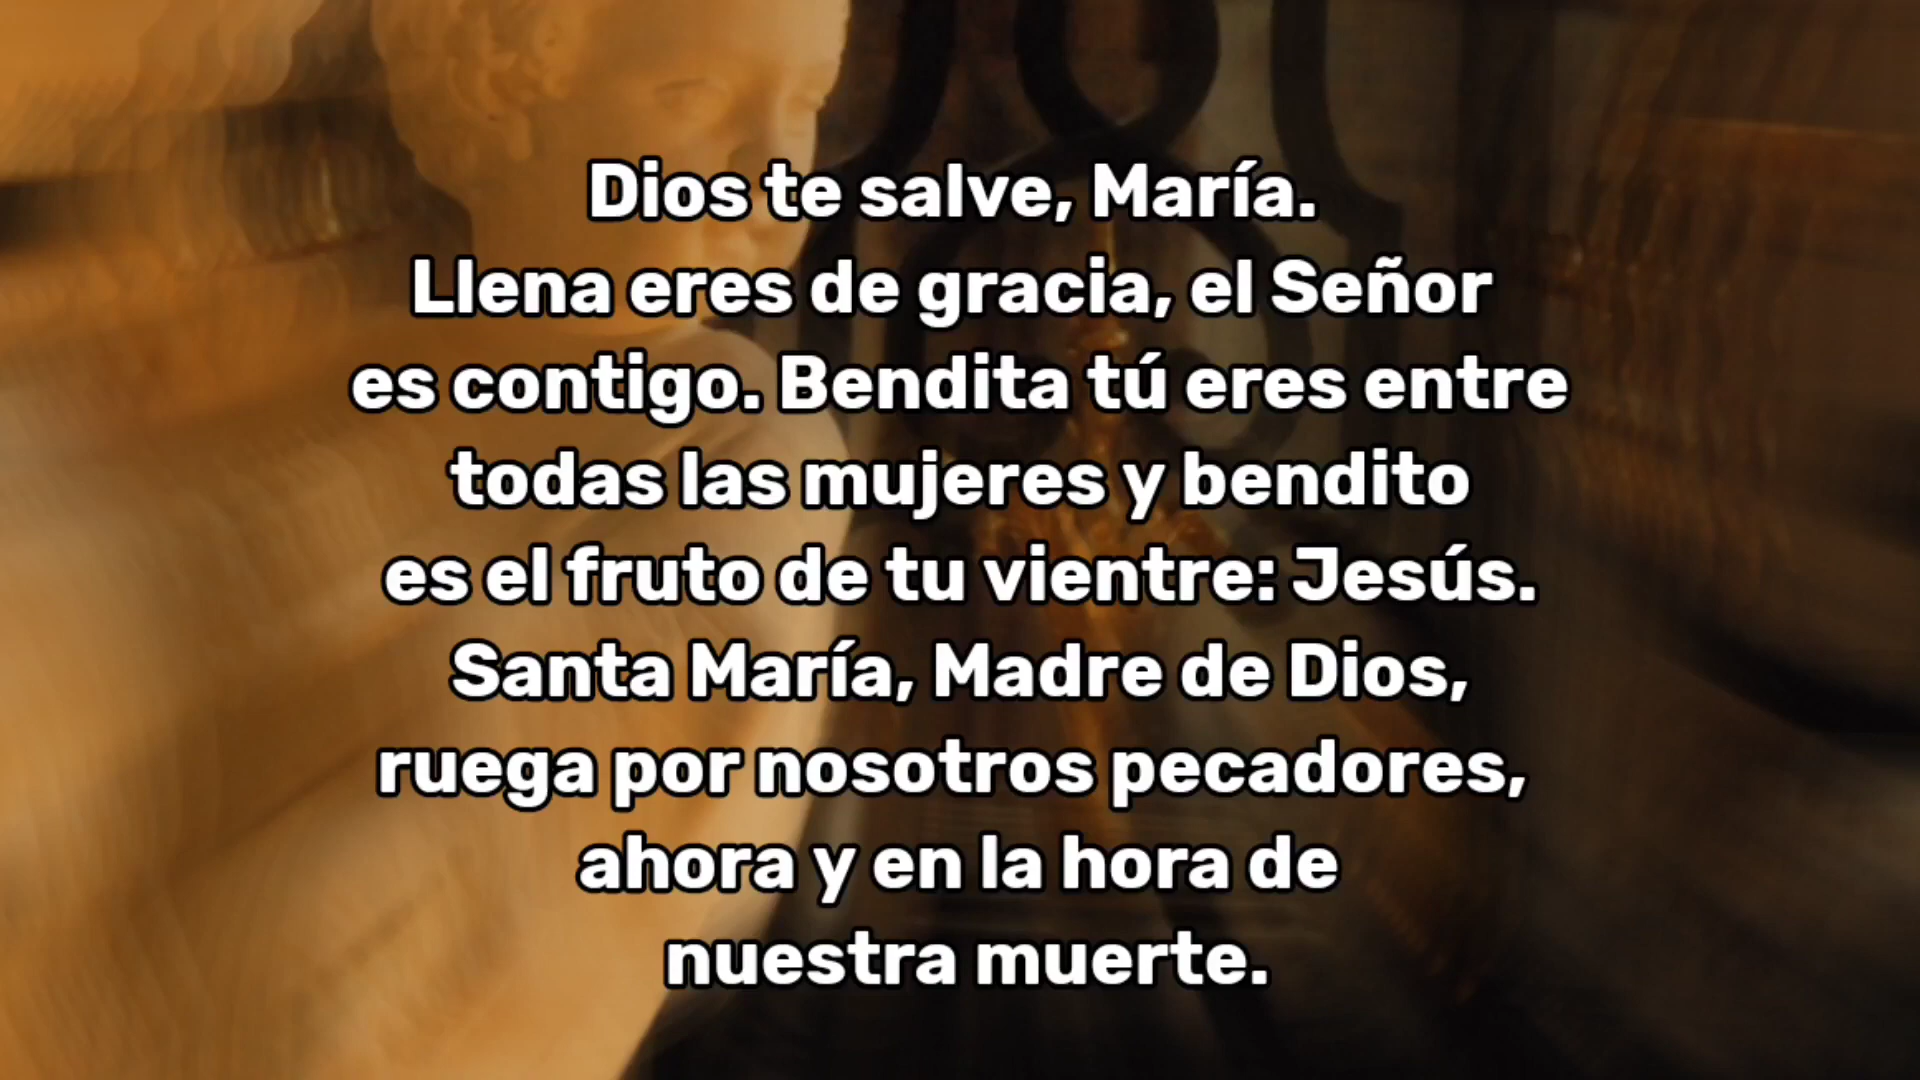 Dios te salve, María.
Llena eres de gracia, el Señor
es contigo. Bendita tú eres entre
todas las mujeres y bendito
es el fruto de tu vientre: Jesús.
Santa María, Madre de Dios,
ruega por nosotros pecadores,
ahora y en la hora de
nuestra muerte.